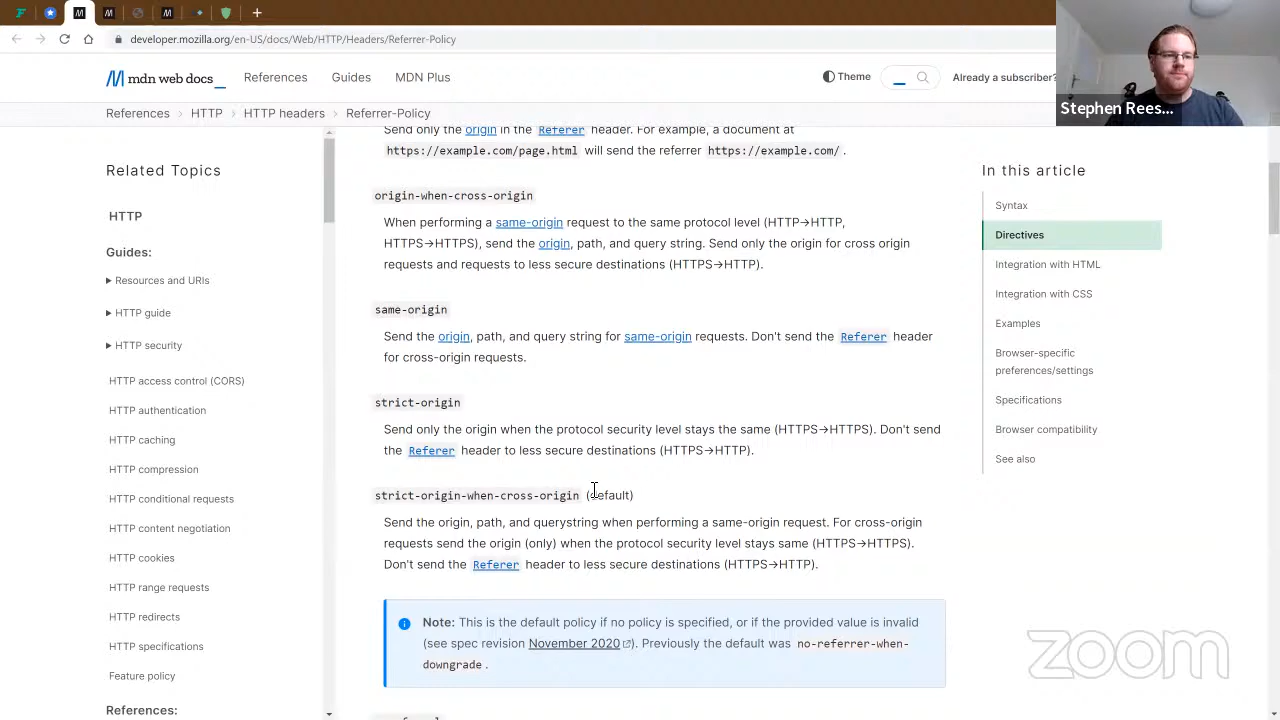 developer.mozilla.org/en-US/docs/Web/HTTP/Headers/Referrer-Policy
mdn web docs_
References
Guides
MDN Plus
Theme
Already a subscriber?
Stephen Rees...
References
HTTP
HTTP headers
Referrer-Policy
Related Topics
HTTP
Guides:
Resources and URIs
HTTP guide
HTTP security
HTTP access control (CORS)
HTTP authentication
HTTP caching
HTTP compression
HTTP conditional requests
HTTP content negotiation
HTTP cookies
HTTP range requests
HTTP redirects
HTTP specifications
Feature policy
References:
Send only the origin in the Referer header. For example, a document at
https://example.com/page.html will send the referrer https://example.com/ .
origin-when-cross-origin
When performing a same-origin request to the same protocol level (HTTP→HTTP,
HTTPS→HTTPS), send the origin, path, and query string. Send only the origin for cross origin
requests and requests to less secure destinations (HTTPS→HTTP).
same-origin
Send the origin, path, and query string for same-origin requests. Don't send the Referer header
for cross-origin requests.
strict-origin
Send only the origin when the protocol security level stays the same (HTTPS→HTTPS). Don't send
the Referer header to less secure destinations (HTTPS→HTTP).
strict-origin-when-cross-origin (default)
Send the origin, path, and querystring when performing a same-origin request. For cross-origin
requests send the origin (only) when the protocol security level stays same (HTTPS→HTTPS).
Don't send the Referer header to less secure destinations (HTTPS→HTTP).
Note: This is the default policy if no policy is specified, or if the provided value is invalid
(see spec revision November 2020). Previously the default was no-referrer-when-
downgrade .
In this article
Syntax
Directives
Integration with HTML
Integration with CSS
Examples
Browser-specific
preferences/settings
Specifications
Browser compatibility
See also
zoom